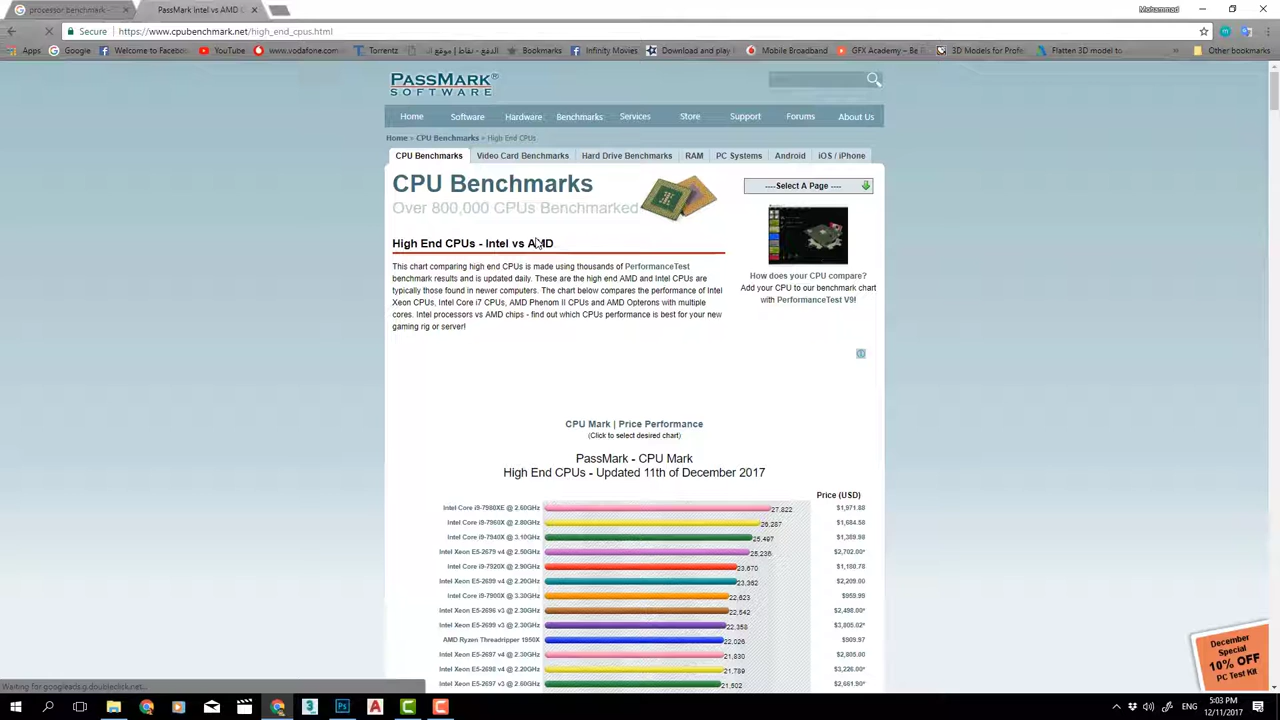 prosessor benchmark -
PassMark Intel vs AMD C
Mohammad
Secure
https://www.cpubenchmark.net/high_end_cpus.html
Apps
Google
Welcome to Facebook
YouTube
www.vodafone.com
Torrentz
Bookmarks
Infinity Movies
Download and play
Mobile Broadband
GFX Academy – Be
3D Models for Profes
Flatten 3D model to
Other bookmarks
PASSMARK®
SOFTWARE
Home
Software
Hardware
Benchmarks
Services
Store
Support
Forums
About Us
Home » CPU Benchmarks » High End CPUs
CPU Benchmarks
Video Card Benchmarks
Hard Drive Benchmarks
RAM
PC Systems
Android
iOS / iPhone
CPU Benchmarks
Over 800,000 CPUs Benchmarked
----Select A Page ----
High End CPUs - Intel vs AMD
This chart comparing high end CPUs is made using thousands of PerformanceTest
benchmark results and is updated daily. These are the high end AMD and Intel CPUs are
typically those found in newer computers. The chart below compares the performance of Intel
Xeon CPUs, Intel Core i7 CPUs, AMD Phenom II CPUs and AMD Opterons with multiple
cores. Intel processors vs AMD chips - find out which CPUs performance is best for your new
gaming rig or server!
How does your CPU compare?
Add your CPU to our benchmark chart
with PerformanceTest V9!
CPU Mark | Price Performance
(Click to select desired chart)
PassMark - CPU Mark
High End CPUs - Updated 11th of December 2017
Price (USD)
Intel Core i9-7980XE @ 2.60GHz 27,822 $1,971.88
Intel Core i9-7960X @ 2.80GHz 26,287 $1,684.58
Intel Core i9-7940X @ 3.10GHz 25,497 $1,389.98
Intel Xeon E5-2679 v4 @ 2.50GHz 25,236 $2,702.00*
Intel Core i9-7920X @ 2.90GHz 23,670 $1,180.78
Intel Xeon E5-2699 v4 @ 2.20GHz 23,362 $2,209.00
Intel Core i9-7900X @ 3.30GHz 22,623 $959.99
Intel Xeon E5-2696 v3 @ 2.30GHz 22,542 $2,498.00*
Intel Xeon E5-2699 v3 @ 2.30GHz 22,358 $3,805.02*
AMD Ryzen Threadripper 1950X 22,026 $909.97
Intel Xeon E5-2697 v4 @ 2.30GHz 21,830 $2,805.00
Intel Xeon E5-2698 v4 @ 2.20GHz 21,789 $3,226.00*
Intel Xeon E5-2697 v3 @ 2.60GHz 21,502 $2,661.90*
December
Special
10% OFF
PC Test Kit
Waiting for googleads.g.doubleclick.net...
ENG
5:03 PM
12/11/2017